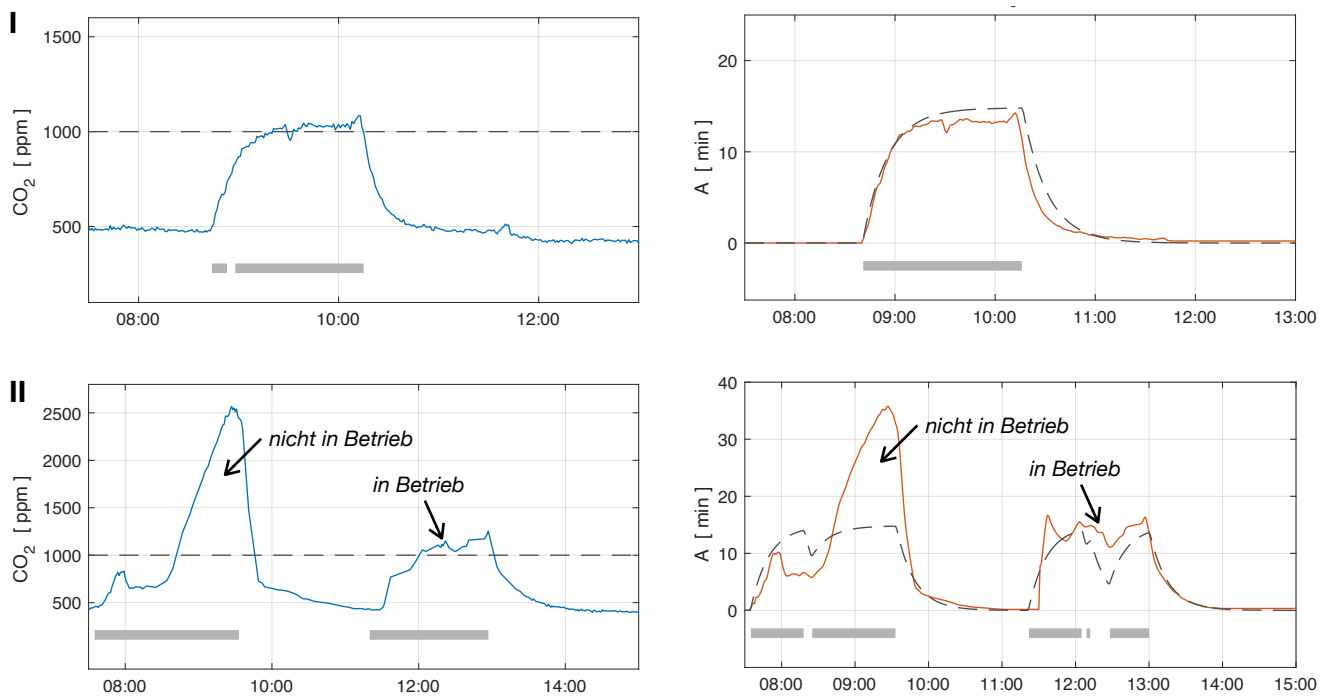 I
CO2 [ ppm ]
1500
1000
500
08:00 10:00 12:00
A [ min ]
20
10
0
08:00 09:00 10:00 11:00 12:00 13:00
II
CO2 [ ppm ]
2500
2000
1500
1000
500
nicht in Betrieb
in Betrieb
08:00 10:00 12:00 14:00
A [ min ]
40
30
20
10
0
nicht in Betrieb
in Betrieb
08:00 09:00 10:00 11:00 12:00 13:00 14:00 15:00